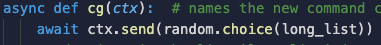 async def cg(ctx):  # names the new command c
    await ctx.send(random.choice(long_list))